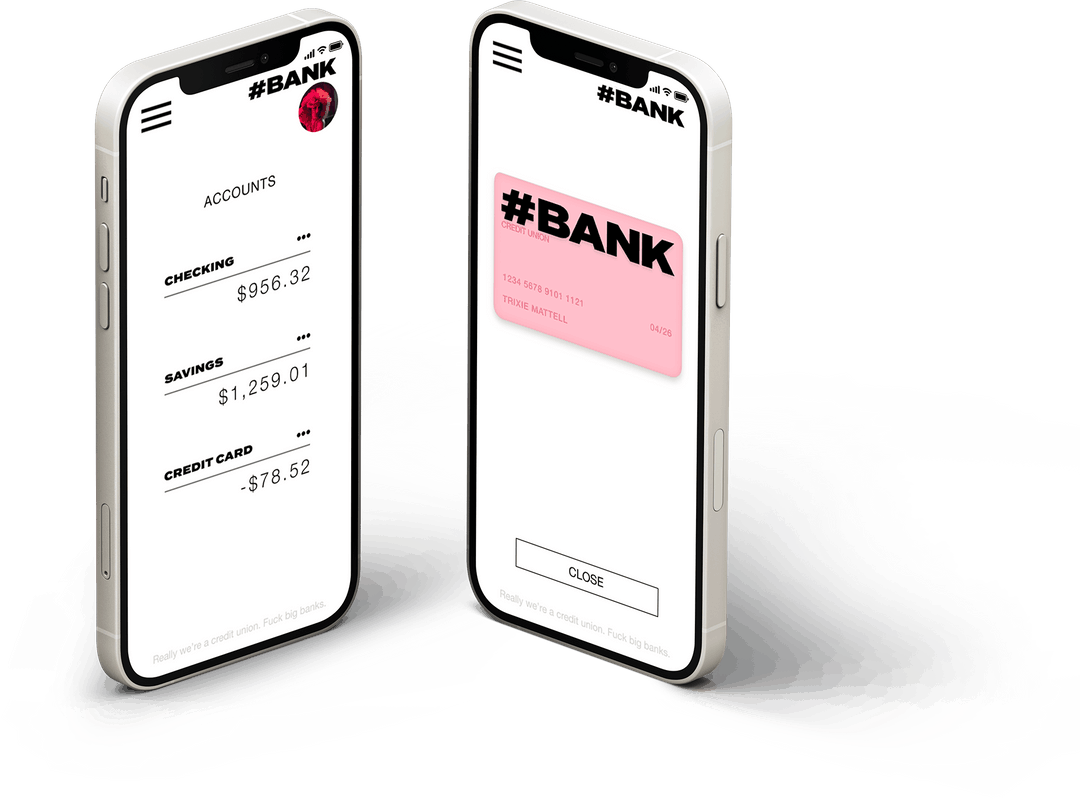 #BANK
ACCOUNTS
CHECKING
$956.32
SAVINGS
$1,259.01
CREDIT CARD
-$78.52
Really we're a credit union. Fuck big banks.
#BANK
#BANK
CREDIT UNION
1234 5678 9101 1121
TRIXIE MATTELL
04/26
CLOSE
Really we're a credit union. Fuck big banks.